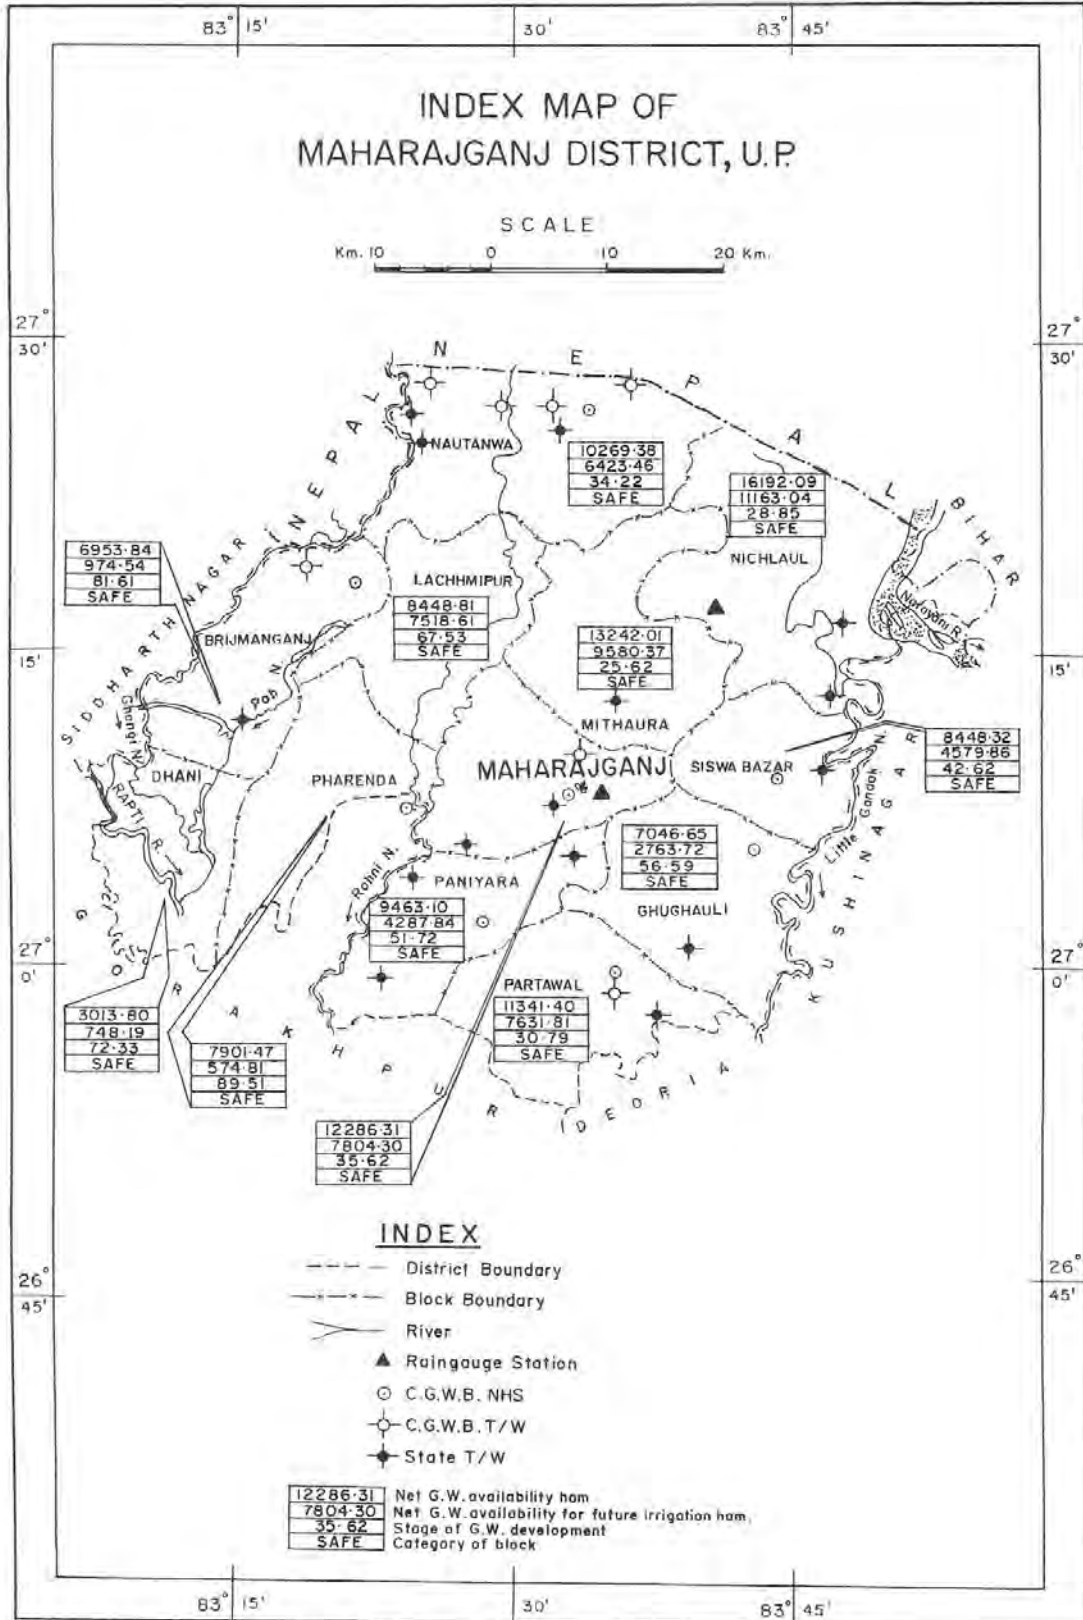 83° 15'
30'
83° 45'
INDEX MAP OF
MAHARAJGANJ DISTRICT, U.P.
SCALE
Km. 10 0 10 20 Km.
27° 30'
27° 30'
NEPAL
NEPAL
BIHAR
NAUTANWA
10269.38
6423.46
34.22
SAFE
16192.09
11163.04
28.85
SAFE
NICHLAUL
SIDDHARTH NAGAR
6953.84
974.54
81.61
SAFE
LACHHMIPUR
8448.81
7518.61
67.53
SAFE
Narayani R.
BRIJMANGANJ
13242.01
9580.37
25.62
SAFE
15'
15'
Pah N.
Ghongi N.
MITHAURA
8448.32
4579.86
42.62
SAFE
DHANI
PHARENDA
MAHARAJGANJ
SISWA BAZAR
RAPTI R.
Little Gandak N.
KUSHINAGAR
7046.65
2763.72
56.59
SAFE
Rohni N.
PANIYARA
9463.10
4287.84
51.72
SAFE
GHUGHAULI
27° 0'
27° 0'
GORAKHPUR
PARTAWAL
11341.40
7631.81
30.79
SAFE
3013.80
748.19
72.33
SAFE
7901.47
574.81
89.51
SAFE
DEORIA
12286.31
7804.30
35.62
SAFE
INDEX
District Boundary
Block Boundary
River
Raingauge Station
C.G.W.B. NHS
C.G.W.B. T/W
State T/W
26° 45'
26° 45'
12286.31 Net G.W. availability ham
7804.30 Net G.W. availability for future irrigation ham.
35.62 Stage of G.W. development
SAFE Category of block
83° 15'
30'
83° 45'